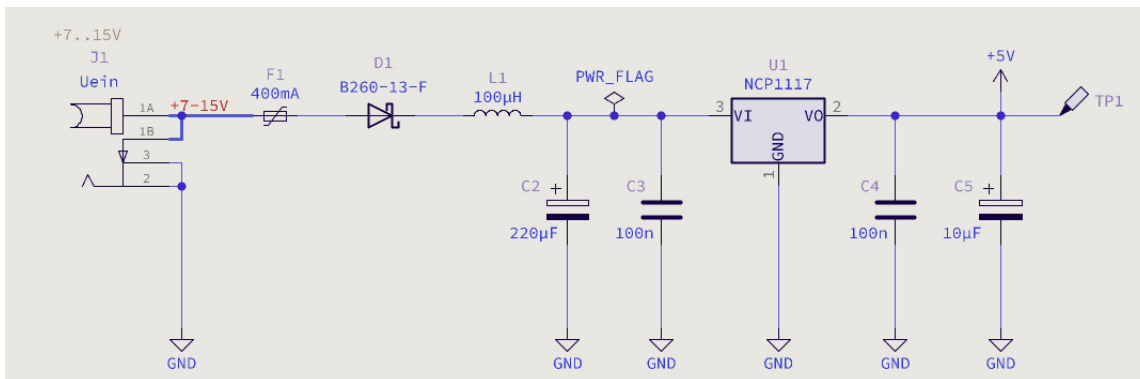 +7..15V
J1
Uein
1A
+7-15V
1B
3
2
GND
F1
400mA
D1
B260-13-F
L1
100µH
PWR_FLAG
C2
+
220µF
GND
C3
100n
GND
U1
NCP1117
3
VI
VO
2
GND
1
GND
C4
100n
GND
+5V
C5
+
10µF
GND
TP1